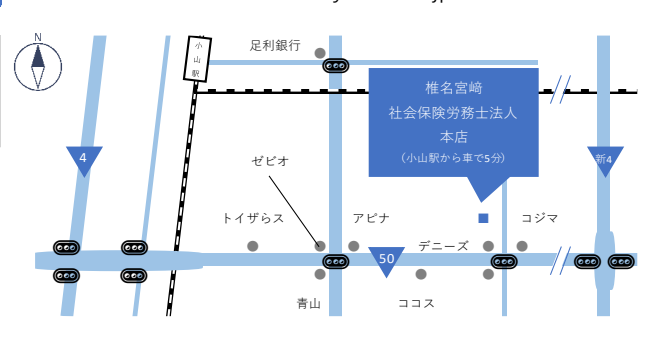 N
小山駅
足利銀行
椎名宮﨑
社会保険労務士法人
本店
（小山駅から車で5分）
4
新4
ゼビオ
トイザらス
アピナ
コジマ
デニーズ
50
青山
ココス